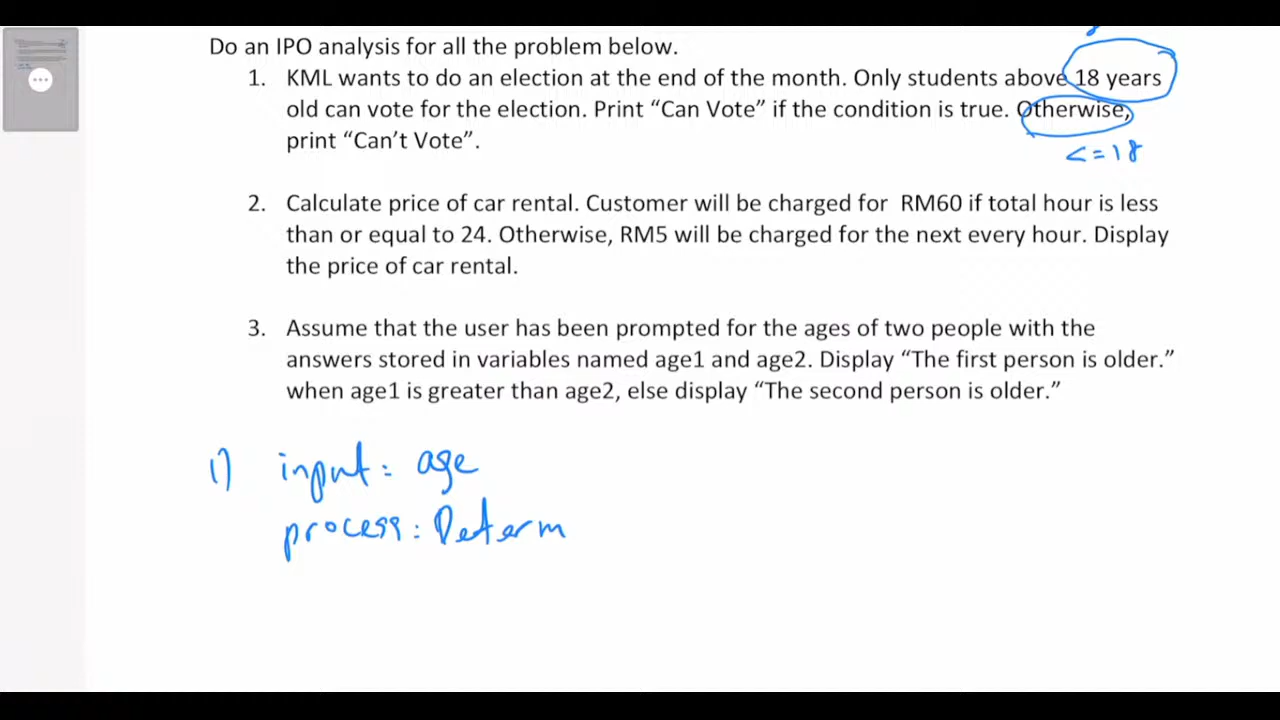 Do an IPO analysis for all the problem below.
1. KML wants to do an election at the end of the month. Only students above 18 years
old can vote for the election. Print “Can Vote” if the condition is true. Otherwise,
print “Can’t Vote”.
<=18
2. Calculate price of car rental. Customer will be charged for RM60 if total hour is less
than or equal to 24. Otherwise, RM5 will be charged for the next every hour. Display
the price of car rental.
3. Assume that the user has been prompted for the ages of two people with the
answers stored in variables named age1 and age2. Display “The first person is older.”
when age1 is greater than age2, else display “The second person is older.”
1) input: age
process: Determ